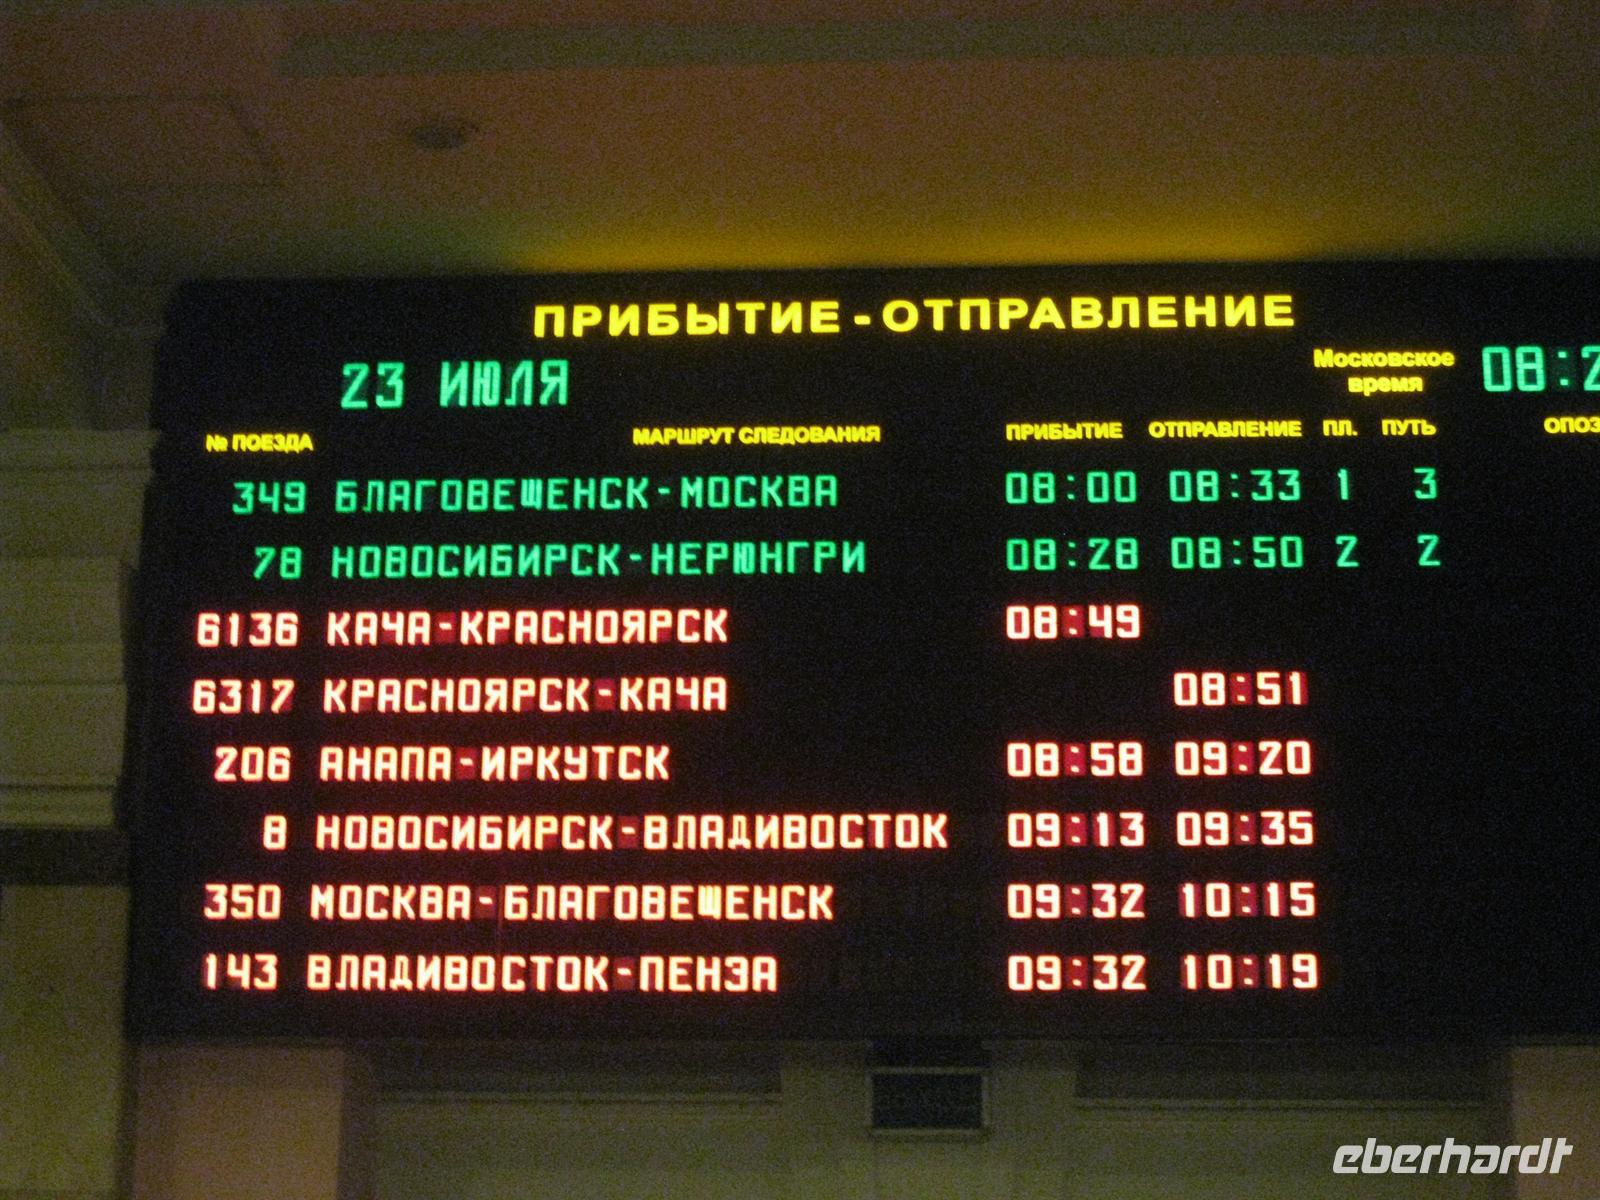 ПРИБЫТИЕ - ОТПРАВЛЕНИЕ
23 ИЮЛЯ Московское время 08:2
№ ПОЕЗДА МАРШРУТ СЛЕДОВАНИЯ ПРИБЫТИЕ ОТПРАВЛЕНИЕ ПЛ. ПУТЬ ОПОЗ
349 БЛАГОВЕЩЕНСК-МОСКВА 08:00 08:33 1 3
78 НОВОСИБИРСК-НЕРЮНГРИ 08:28 08:50 2 2
6136 КАЧА-КРАСНОЯРСК 08:49
6317 КРАСНОЯРСК-КАЧА 08:51
206 АНАПА-ИРКУТСК 08:58 09:20
8 НОВОСИБИРСК-ВЛАДИВОСТОК 09:13 09:35
350 МОСКВА-БЛАГОВЕЩЕНСК 09:32 10:15
143 ВЛАДИВОСТОК-ПЕНЗА 09:32 10:19
eberhardt